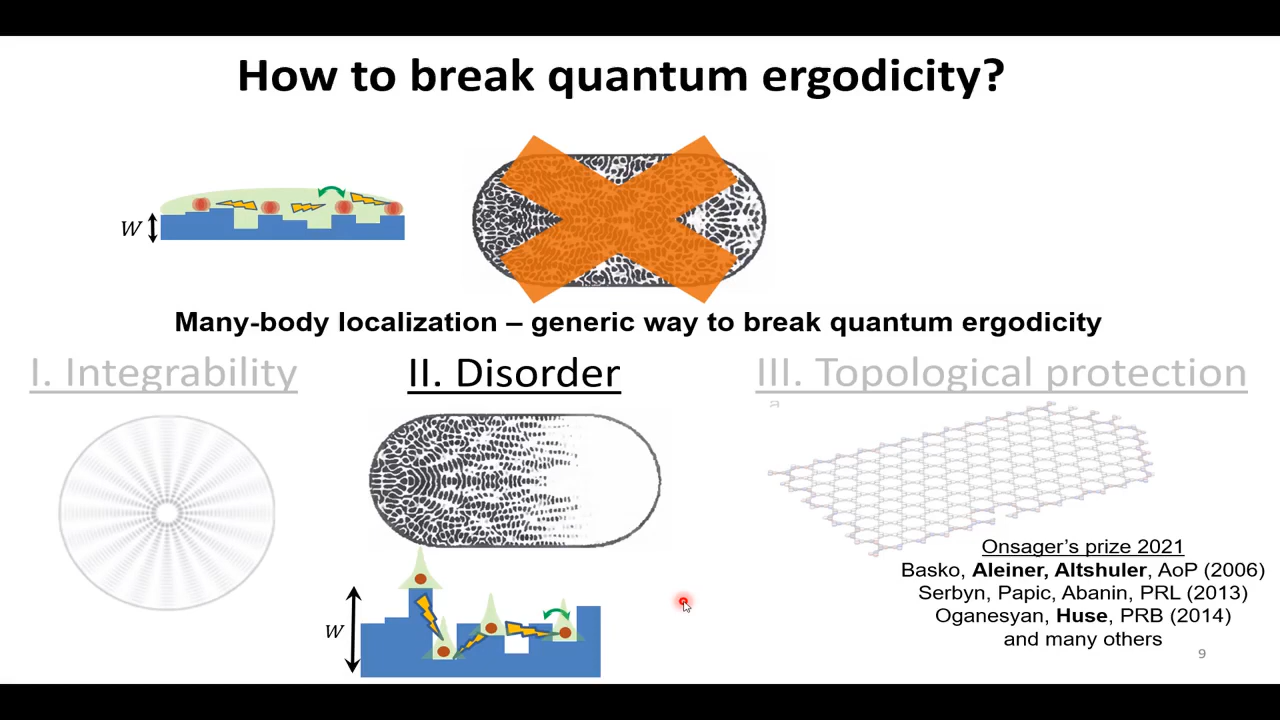 How to break quantum ergodicity?
W
Many-body localization – generic way to break quantum ergodicity
I. Integrability
II. Disorder
III. Topological protection
a
W
Onsager's prize 2021
Basko, Aleiner, Altshuler, AoP (2006)
Serbyn, Papic, Abanin, PRL (2013)
Oganesyan, Huse, PRB (2014)
and many others
9